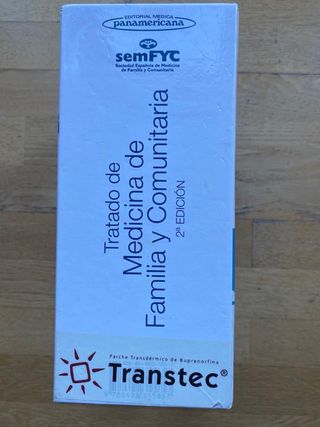 EDITORIAL MEDICA
panamericana
semFYC
Sociedad Española de Medicina
de Familia y Comunitaria
Tratado de
Medicina de
Familia y Comunitaria
2ª EDICIÓN
Parche Transdérmico de Buprenorfina
Transtec®